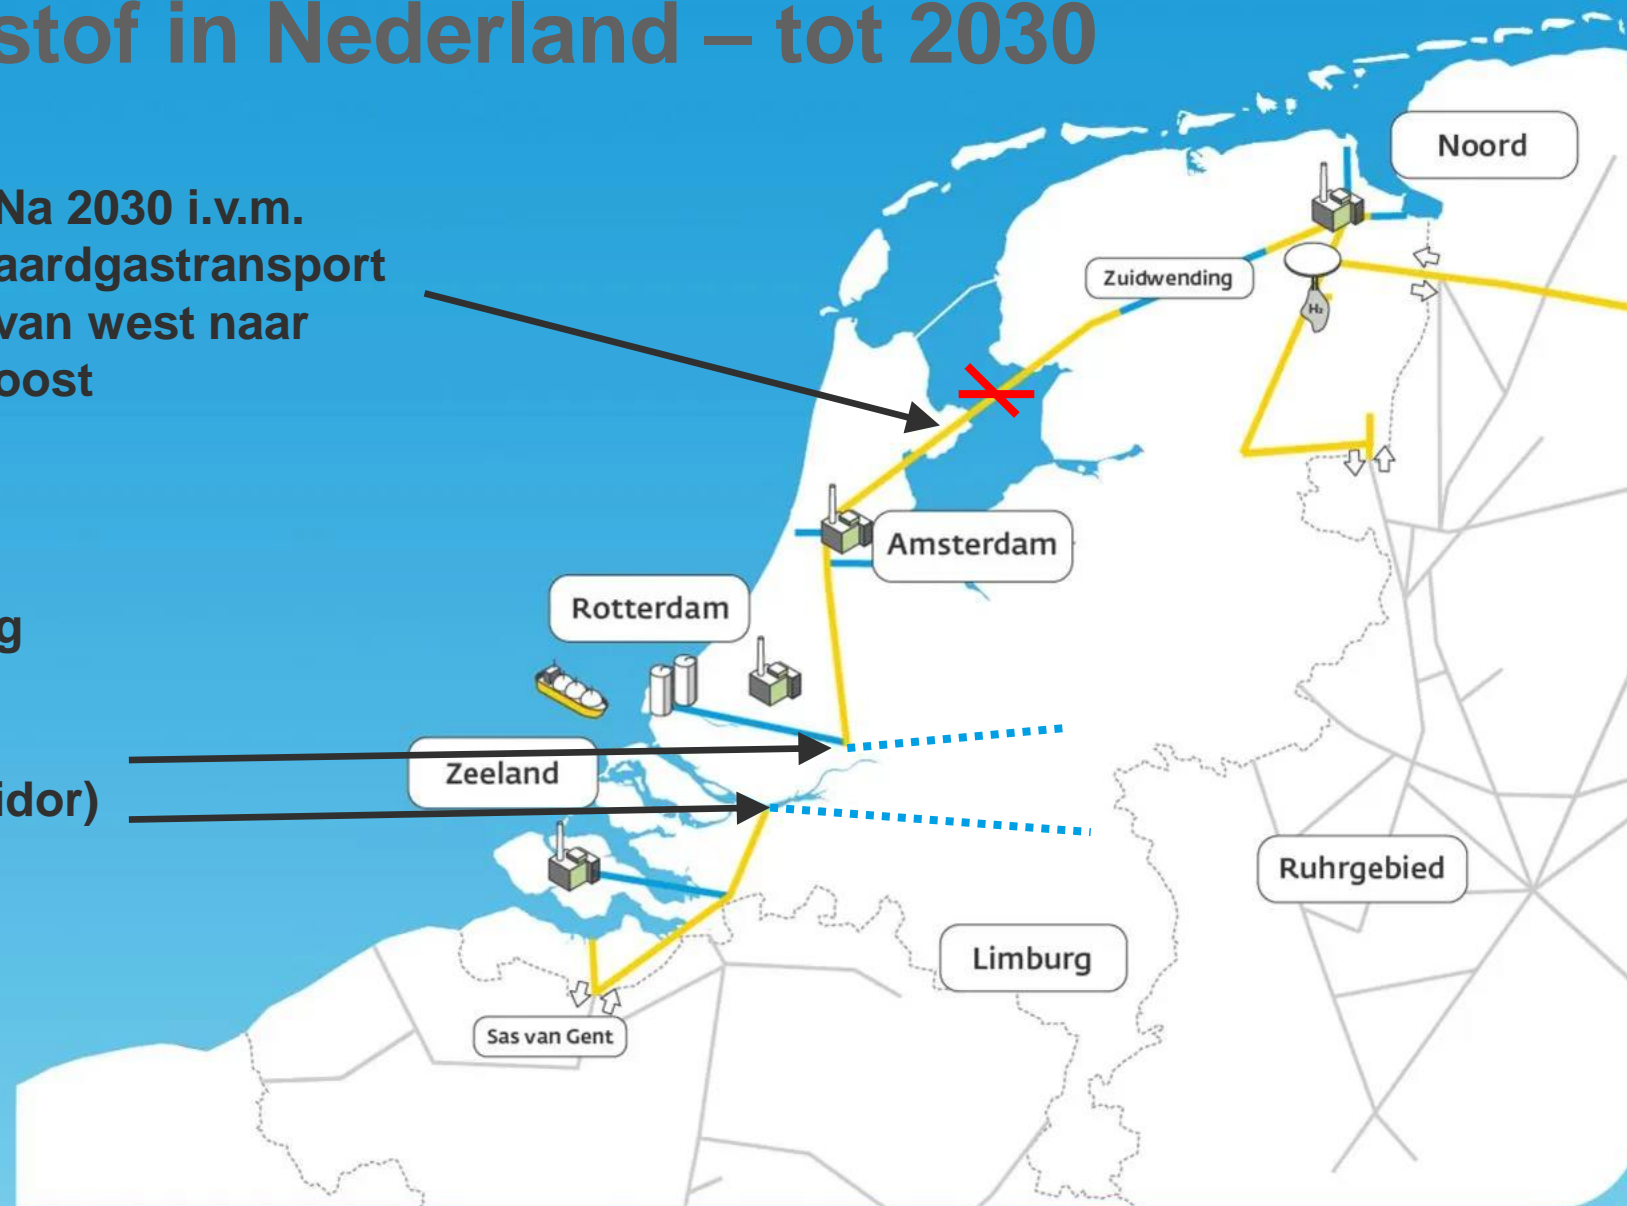 stof in Nederland – tot 2030
Na 2030 i.v.m.
aardgastransport
van west naar
oost
g
idor)
Noord
Zuidwending
H₂
Amsterdam
Rotterdam
Zeeland
Ruhrgebied
Limburg
Sas van Gent